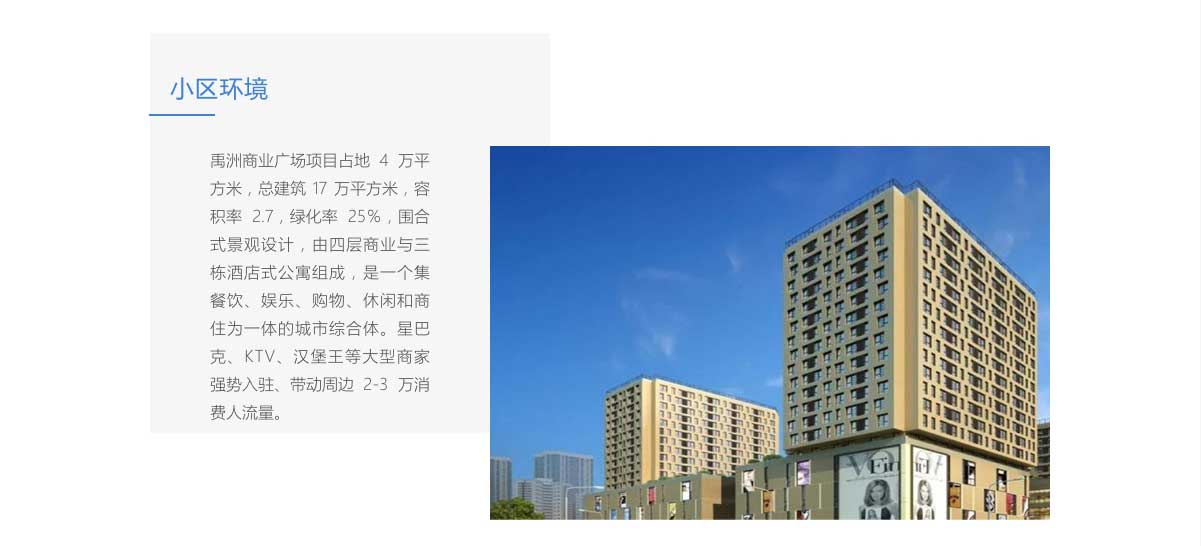 小区环境
禹洲商业广场项目占地 4 万平
方米，总建筑 17 万平方米，容
积率 2.7，绿化率 25%，围合
式景观设计，由四层商业与三
栋酒店式公寓组成，是一个集
餐饮、娱乐、购物、休闲和商
住为一体的城市综合体。星巴
克、KTV、汉堡王等大型商家
强势入驻、带动周边 2-3 万消
费人流量。